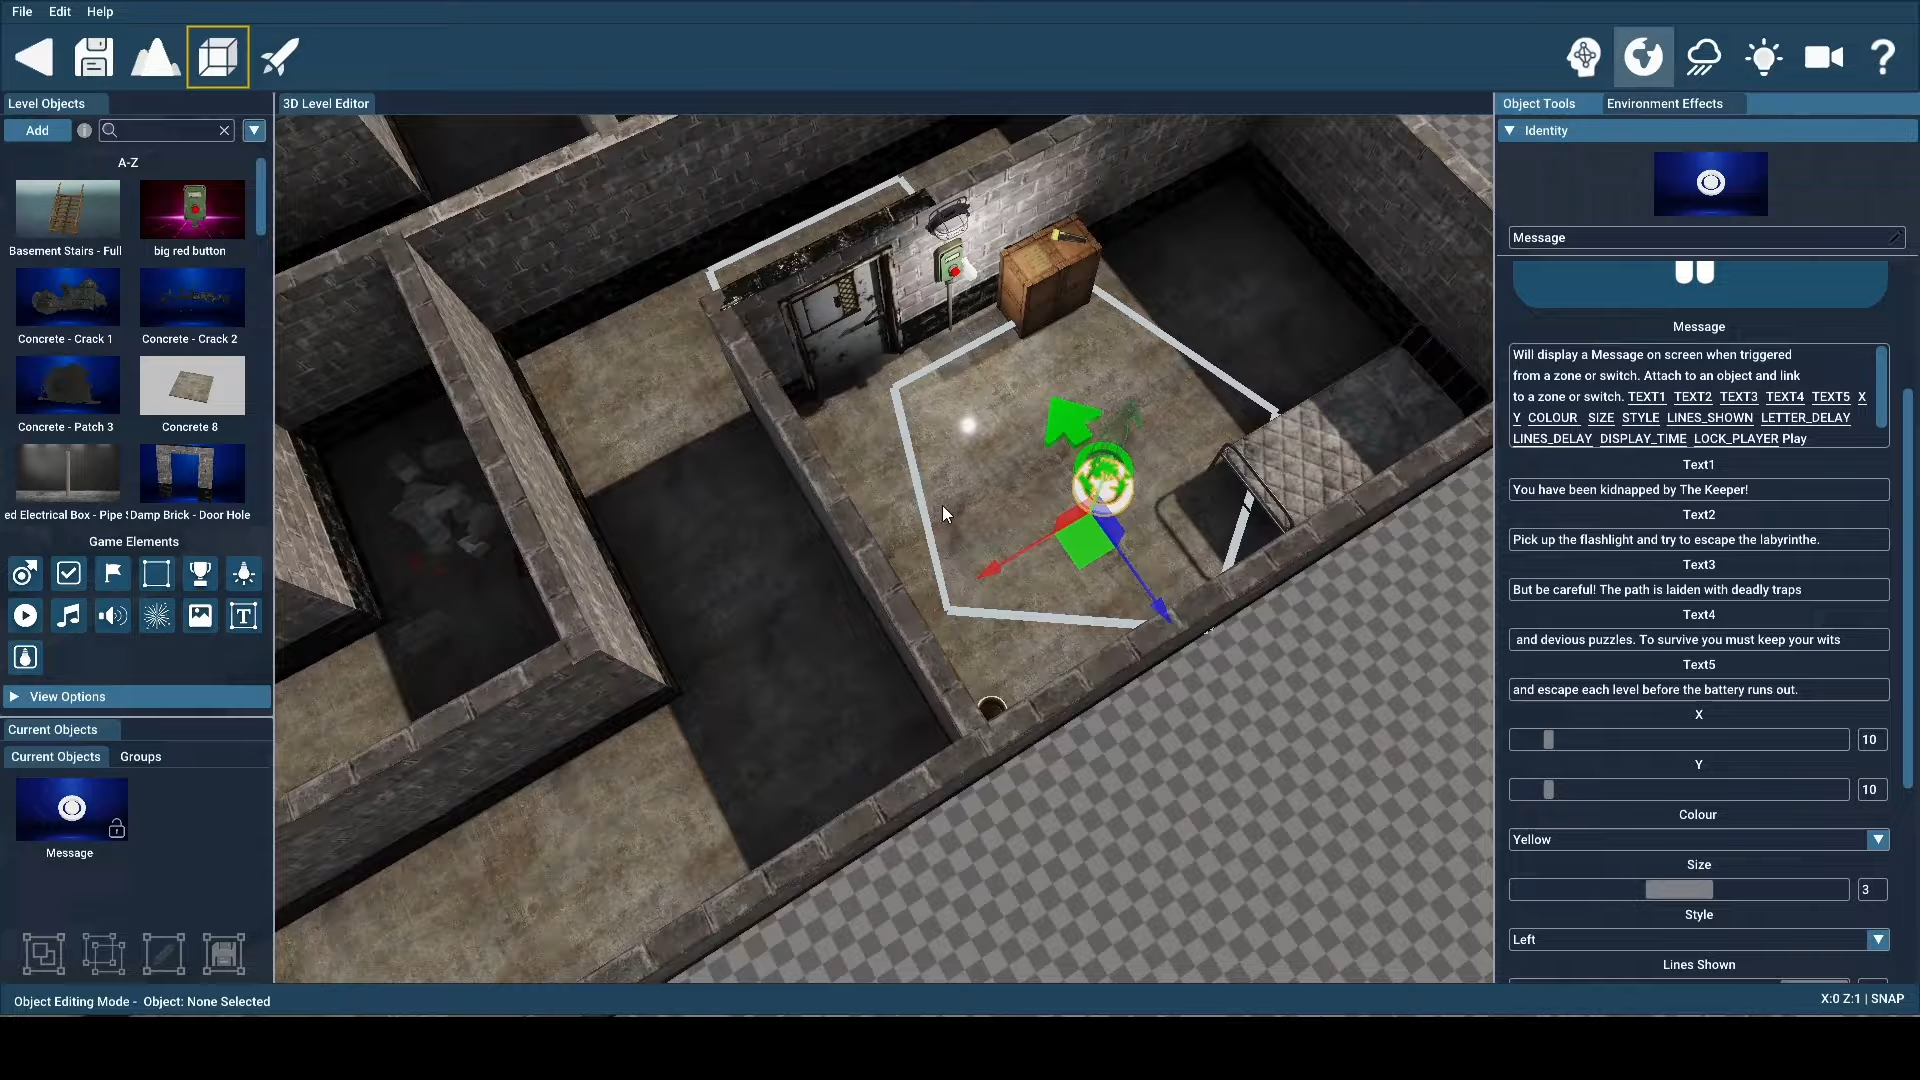 File Edit Help
Level Objects
3D Level Editor
Object Tools Environment Effects
Add
Identity
A-Z
Basement Stairs - Full
big red button
Message
Concrete - Crack 1
Concrete - Crack 2
Message
Will display a Message on screen when triggered
from a zone or switch. Attach to an object and link
to a zone or switch. TEXT1 TEXT2 TEXT3 TEXT4 TEXT5 X
Y COLOUR SIZE STYLE LINES_SHOWN LETTER_DELAY
LINES_DELAY DISPLAY_TIME LOCK_PLAYER Play
Concrete - Patch 3
Concrete 8
Text1
You have been kidnapped by The Keeper!
ed Electrical Box - Pipe
Damp Brick - Door Hole
Text2
Pick up the flashlight and try to escape the labyrinthe.
Game Elements
Text3
But be careful! The path is laiden with deadly traps
Text4
and devious puzzles. To survive you must keep your wits
Text5
and escape each level before the battery runs out.
View Options
Current Objects
X
10
Current Objects Groups
Y
10
Colour
Yellow
Message
Size
3
Style
Left
Lines Shown
Object Editing Mode - Object: None Selected
X:0 Z:1 | SNAP